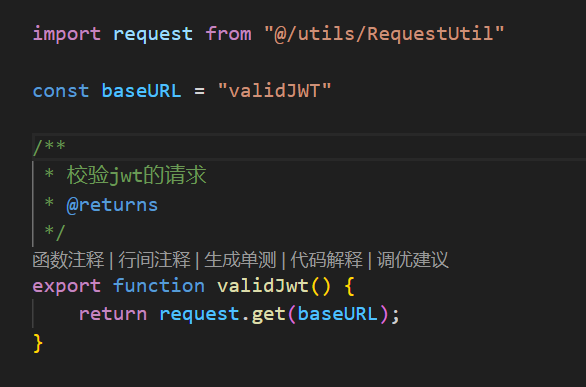 import request from "@/utils/RequestUtil"
const baseURL = "validJWT"
/**
 * 校验jwt的请求
 * @returns
 */
函数注释 | 行间注释 | 生成单测 | 代码解释 | 调优建议
export function validJwt() {
    return request.get(baseURL);
}